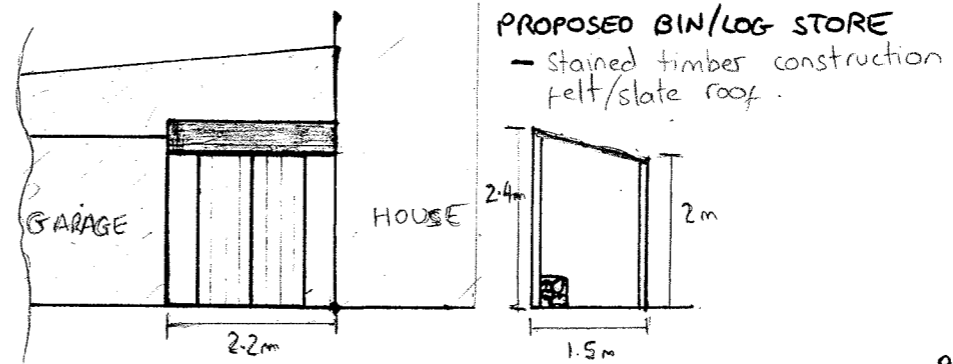 PROPOSED BIN/LOG STORE
- Stained timber construction
felt/slate roof.
GARAGE
HOUSE
2.4m
2m
2.2m
1.5m